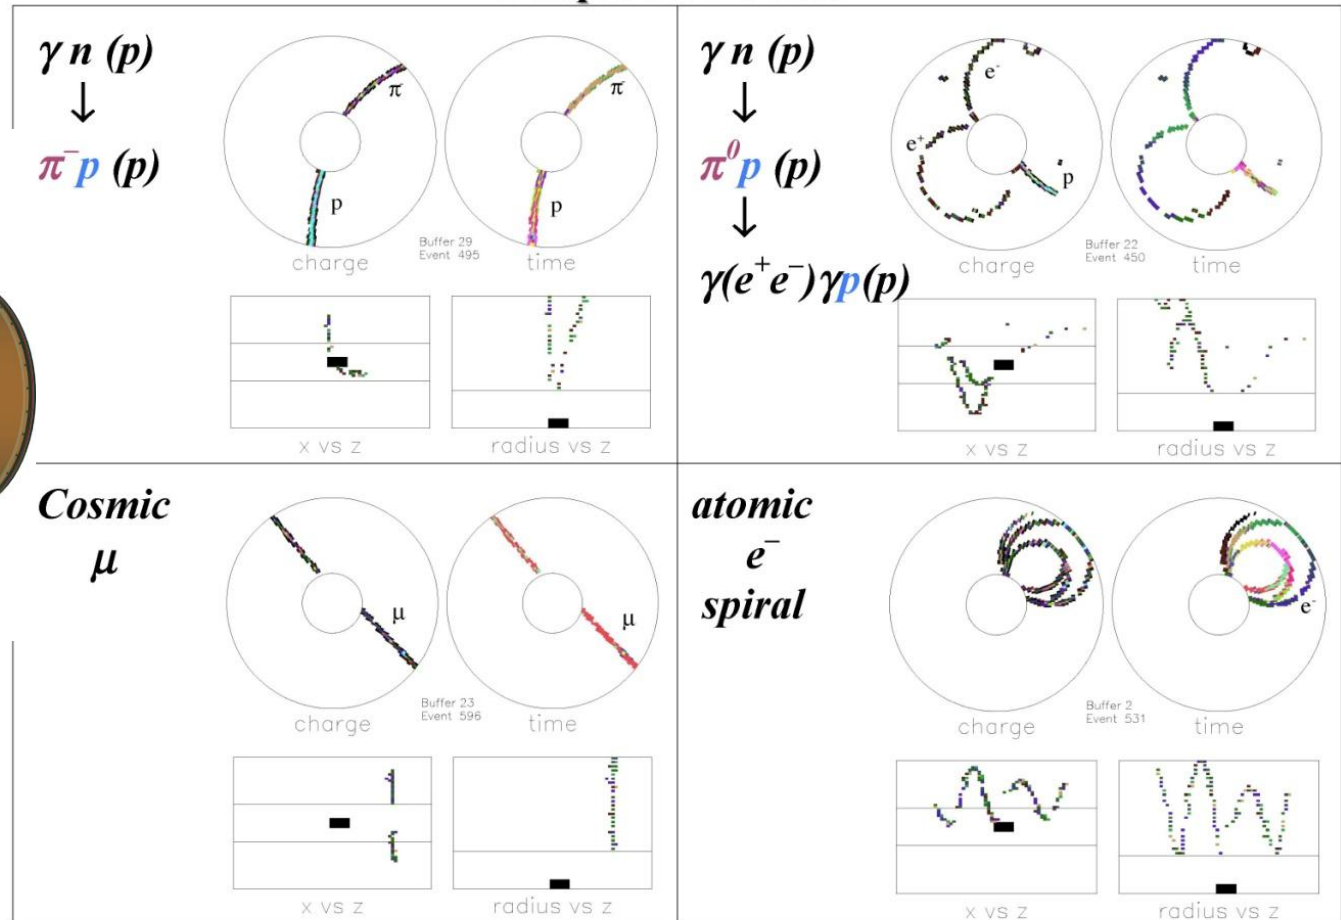 γ n (p)
↓
π⁻p (p)
π⁻
p
π⁻
p
Buffer 29
Event 495
charge
time
x vs z
radius vs z
γ n (p)
↓
π⁰p (p)
↓
γ(e⁺e⁻)γp(p)
e⁻
e⁺
p
Buffer 22
Event 450
charge
time
x vs z
radius vs z
Cosmic
μ
μ
μ
Buffer 23
Event 596
charge
time
x vs z
radius vs z
atomic
e⁻
spiral
e⁻
Buffer 2
Event 531
charge
time
x vs z
radius vs z